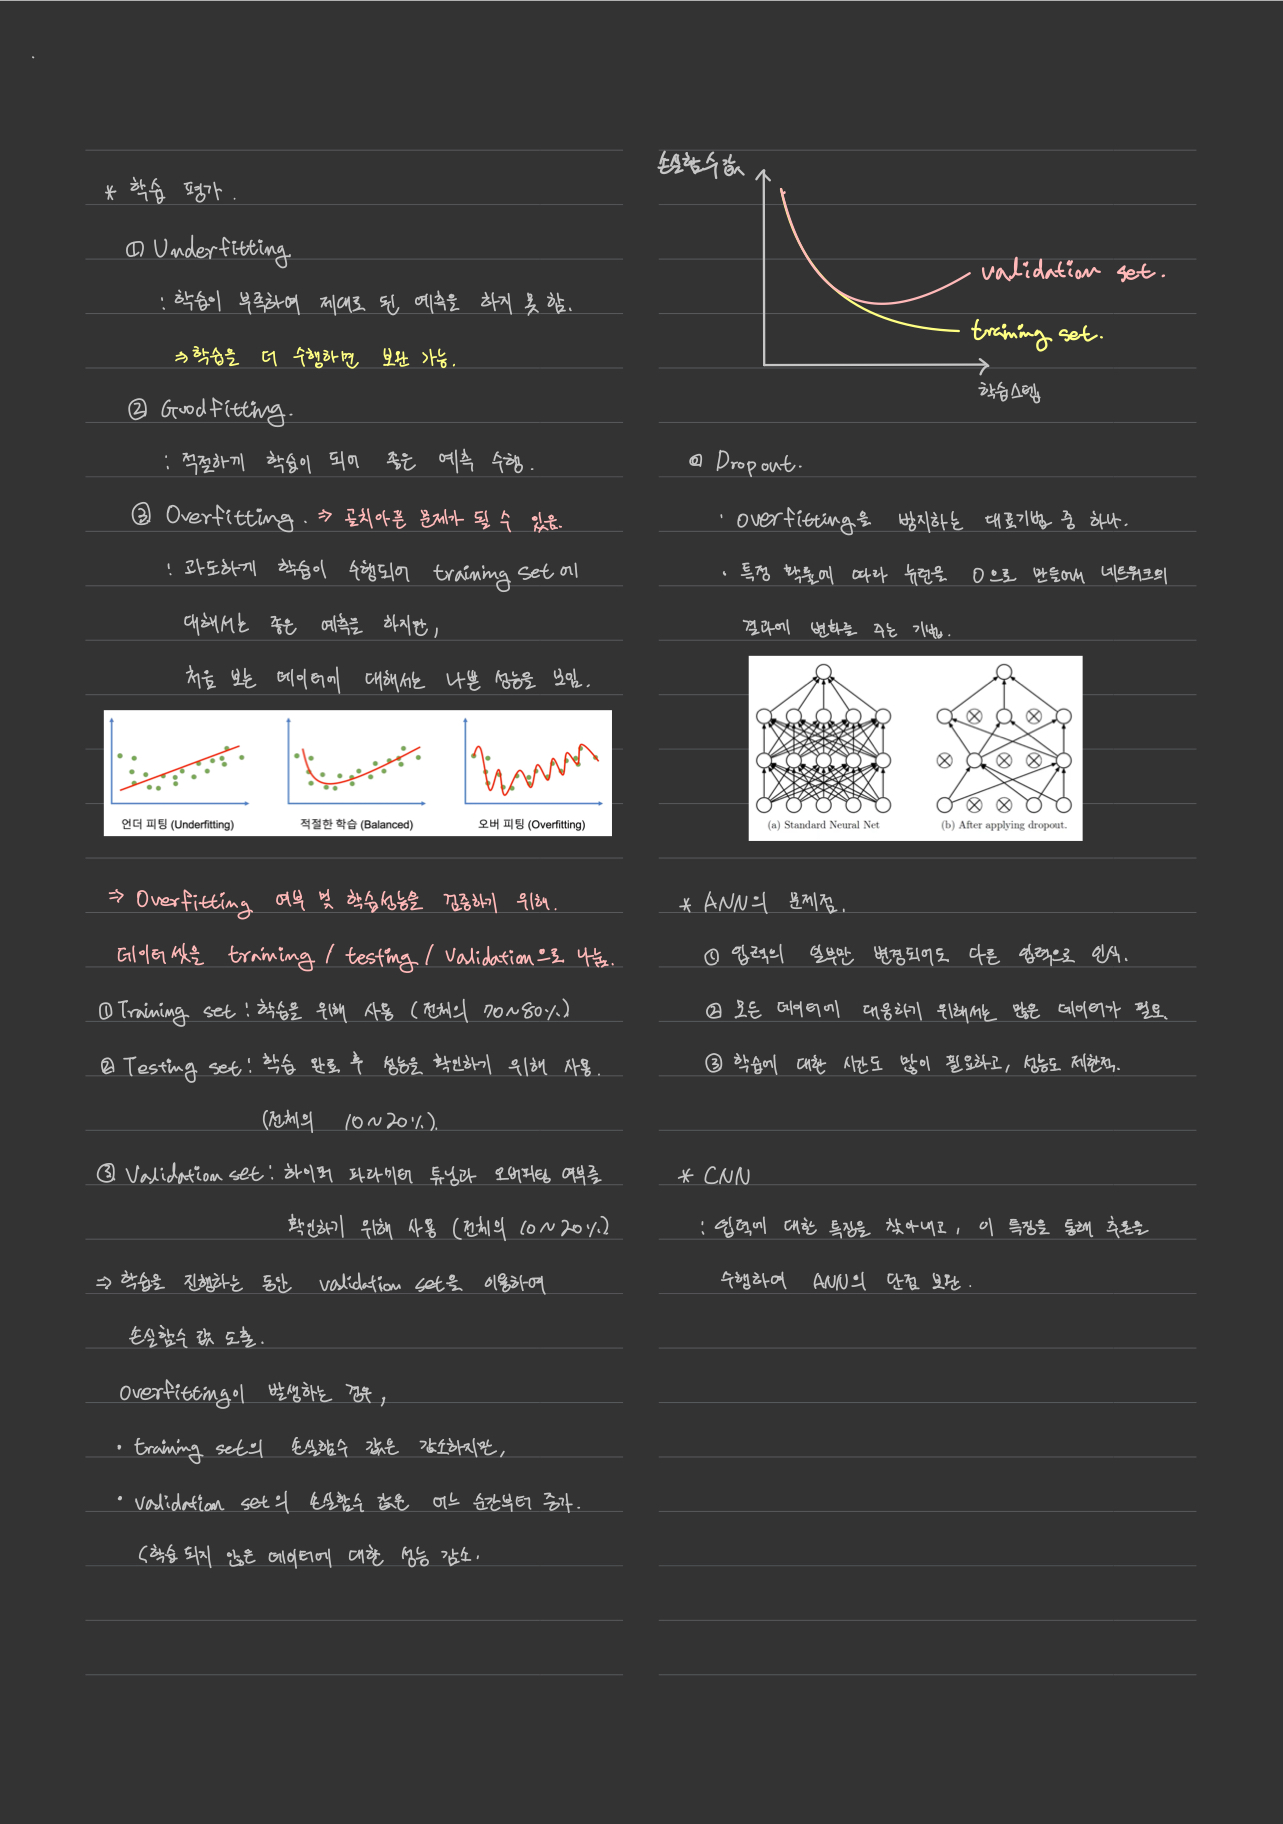 * 학습 평가.
① Underfitting
: 학습이 부족하여 제대로 된 예측을 하지 못 함.
⇒ 학습을 더 수행하면 보완 가능.
② Goodfitting.
: 적절하게 학습이 되어 좋은 예측 수행.
③ Overfitting. ⇒ 골치아픈 문제가 될 수 있음.
: 과도하게 학습이 수행되어 training set에
대해서는 좋은 예측을 하지만,
처음 보는 데이터에 대해서는 나쁜 성능을 보임.
언더 피팅 (Underfitting)
적절한 학습 (Balanced)
오버 피팅 (Overfitting)
⇒ Overfitting 여부 및 학습성능을 검증하기 위해.
데이터셋을 training / testing / Validation으로 나눔.
① Training set : 학습을 위해 사용 (전체의 70~80%)
② Testing set : 학습 완료 후 성능을 확인하기 위해 사용.
(전체의 10~20%).
③ Validation set : 하이퍼 파라미터 튜닝과 오버피팅 여부를
확인하기 위해 사용 (전체의 10~20%)
⇒ 학습을 진행하는 동안 validation set을 이용하여
손실함수 값 도출.
Overfitting이 발생하는 경우,
• training set의 손실함수 값은 감소하지만,
• validation set의 손실함수 값은 어느 순간부터 증가.
(학습 되지 않은 데이터에 대한 성능 감소.
손실함수 값
validation set.
training set.
학습스텝
@ Dropout.
• overfitting을 방지하는 대표기법 중 하나.
• 특정 확률에 따라 뉴런을 0으로 만들어서 네트워크의
결과에 변화를 주는 기법.
(a) Standard Neural Net
(b) After applying dropout.
* ANN의 문제점.
① 입력의 일부만 변경되어도 다른 입력으로 인식.
② 모든 데이터에 대응하기 위해서는 많은 데이터가 필요.
③ 학습에 대한 시간도 많이 필요하고, 성능도 제한적.
* CNN
: 입력에 대한 특징을 찾아내고, 이 특징을 통해 추론을
수행하여 ANN의 단점 보완.